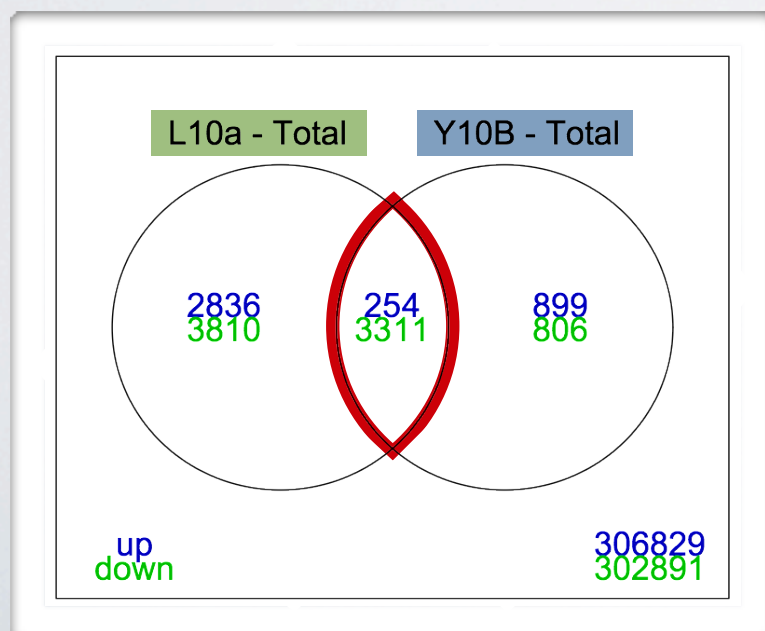 L10a - Total
Y10B - Total
2836
3810
254
3311
899
806
up
down
306829
302891